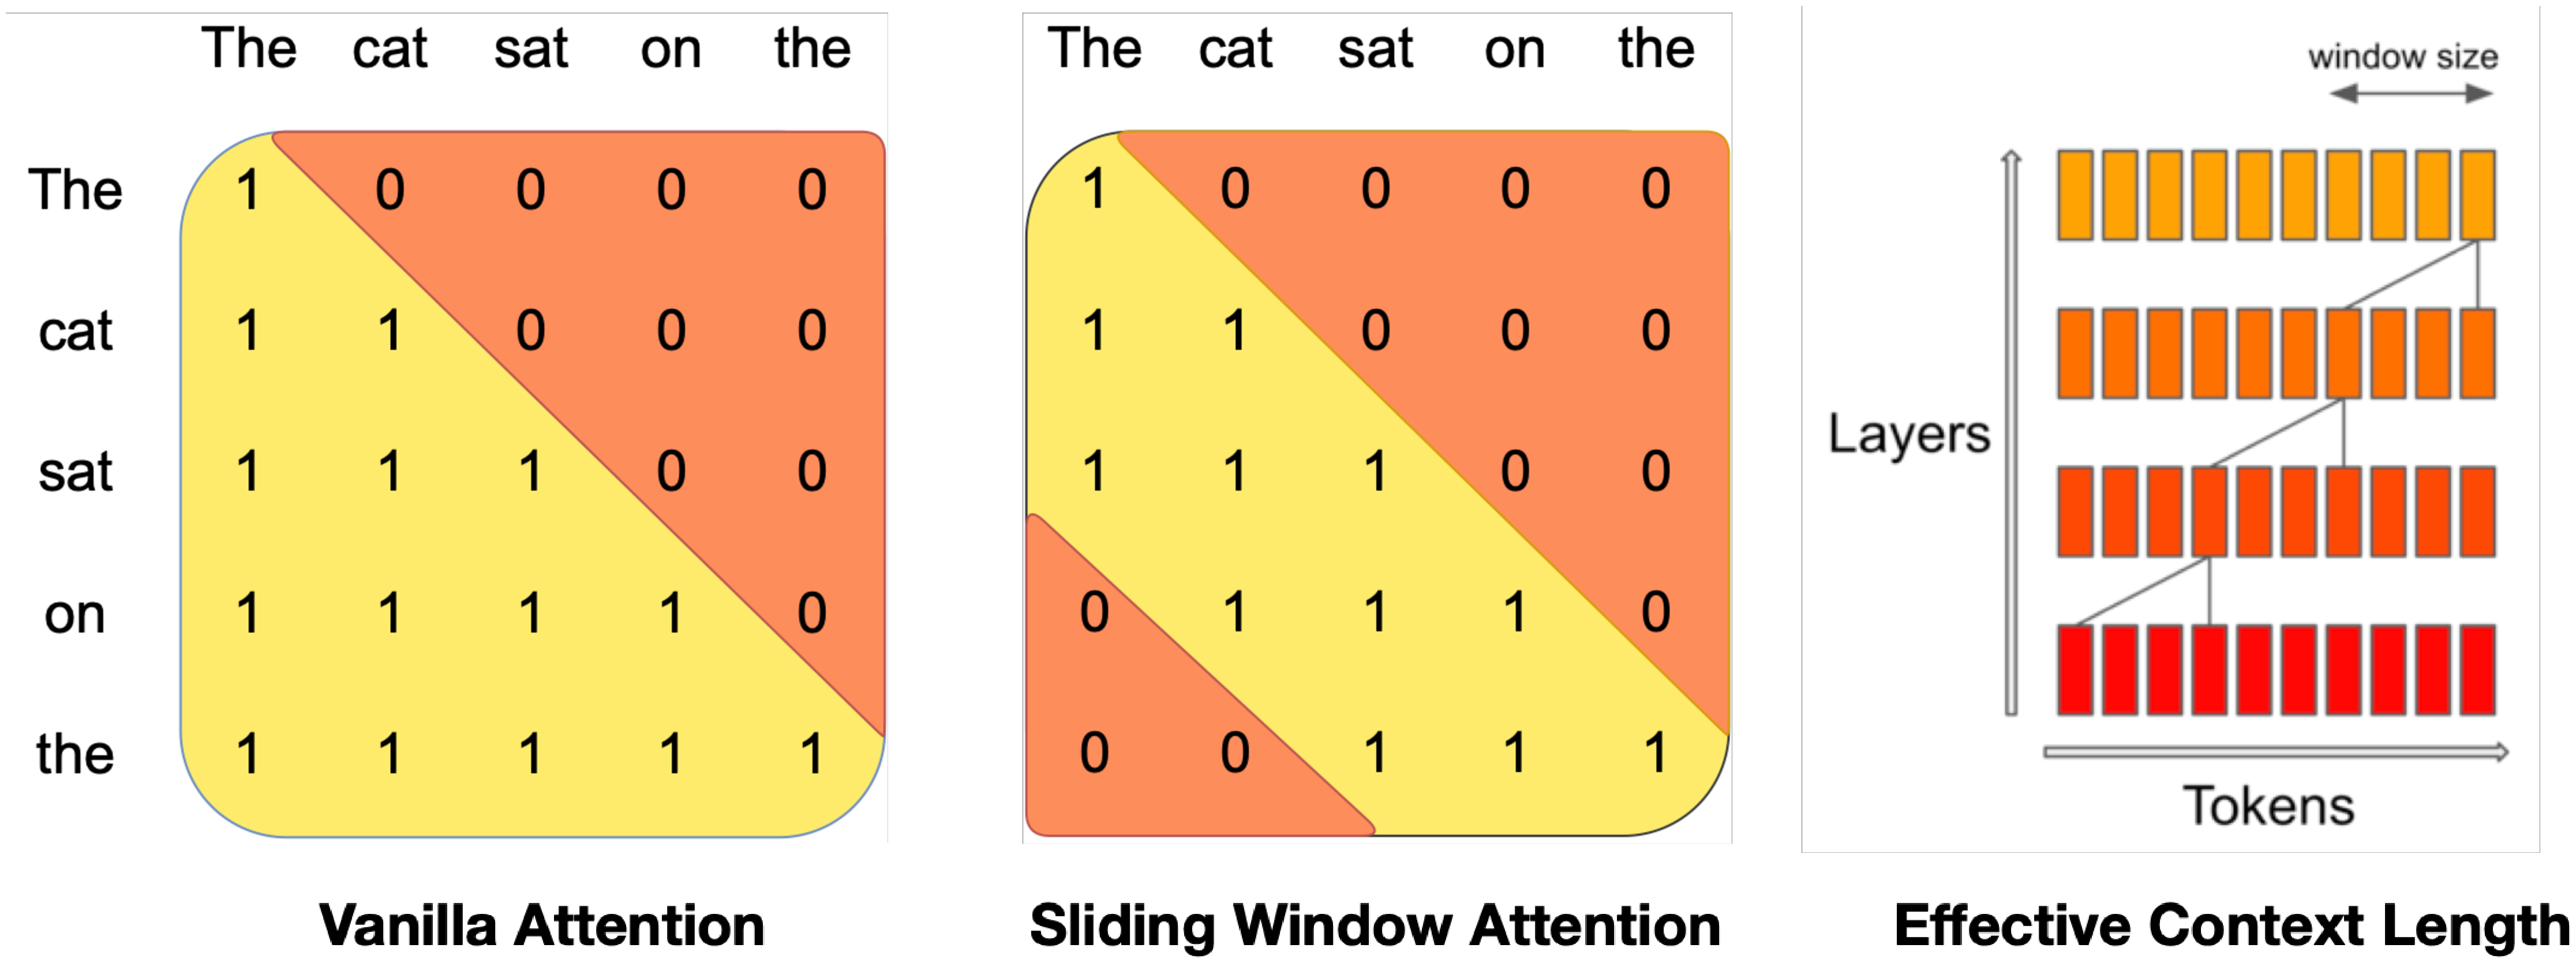 The cat sat on the
The 1 0 0 0 0
cat 1 1 0 0 0
sat 1 1 1 0 0
on 1 1 1 1 0
the 1 1 1 1 1
Vanilla Attention
The cat sat on the
1 0 0 0 0
1 1 0 0 0
1 1 1 0 0
0 1 1 1 0
0 0 1 1 1
Sliding Window Attention
window size
Layers
Tokens
Effective Context Length